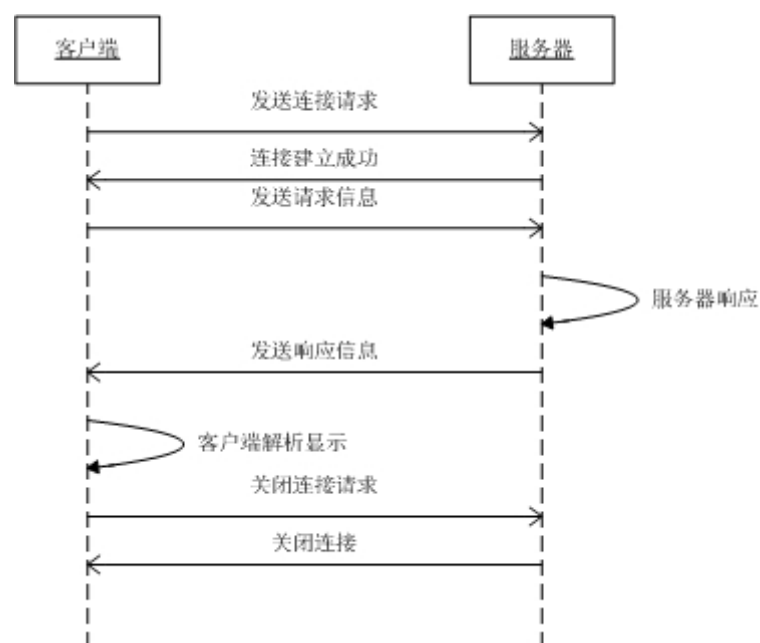 客户端
服务器
发送连接请求
连接建立成功
发送请求信息
服务器响应
发送响应信息
客户端解析显示
关闭连接请求
关闭连接